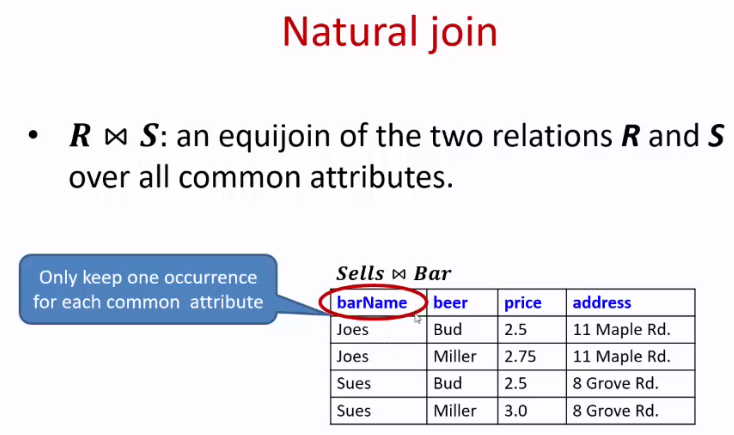 Natural join
• R ⋈ S: an equijoin of the two relations R and S
over all common attributes.
Only keep one occurrence
for each common attribute
Sells ⋈ Bar
barName beer price address
Joes Bud 2.5 11 Maple Rd.
Joes Miller 2.75 11 Maple Rd.
Sues Bud 2.5 8 Grove Rd.
Sues Miller 3.0 8 Grove Rd.